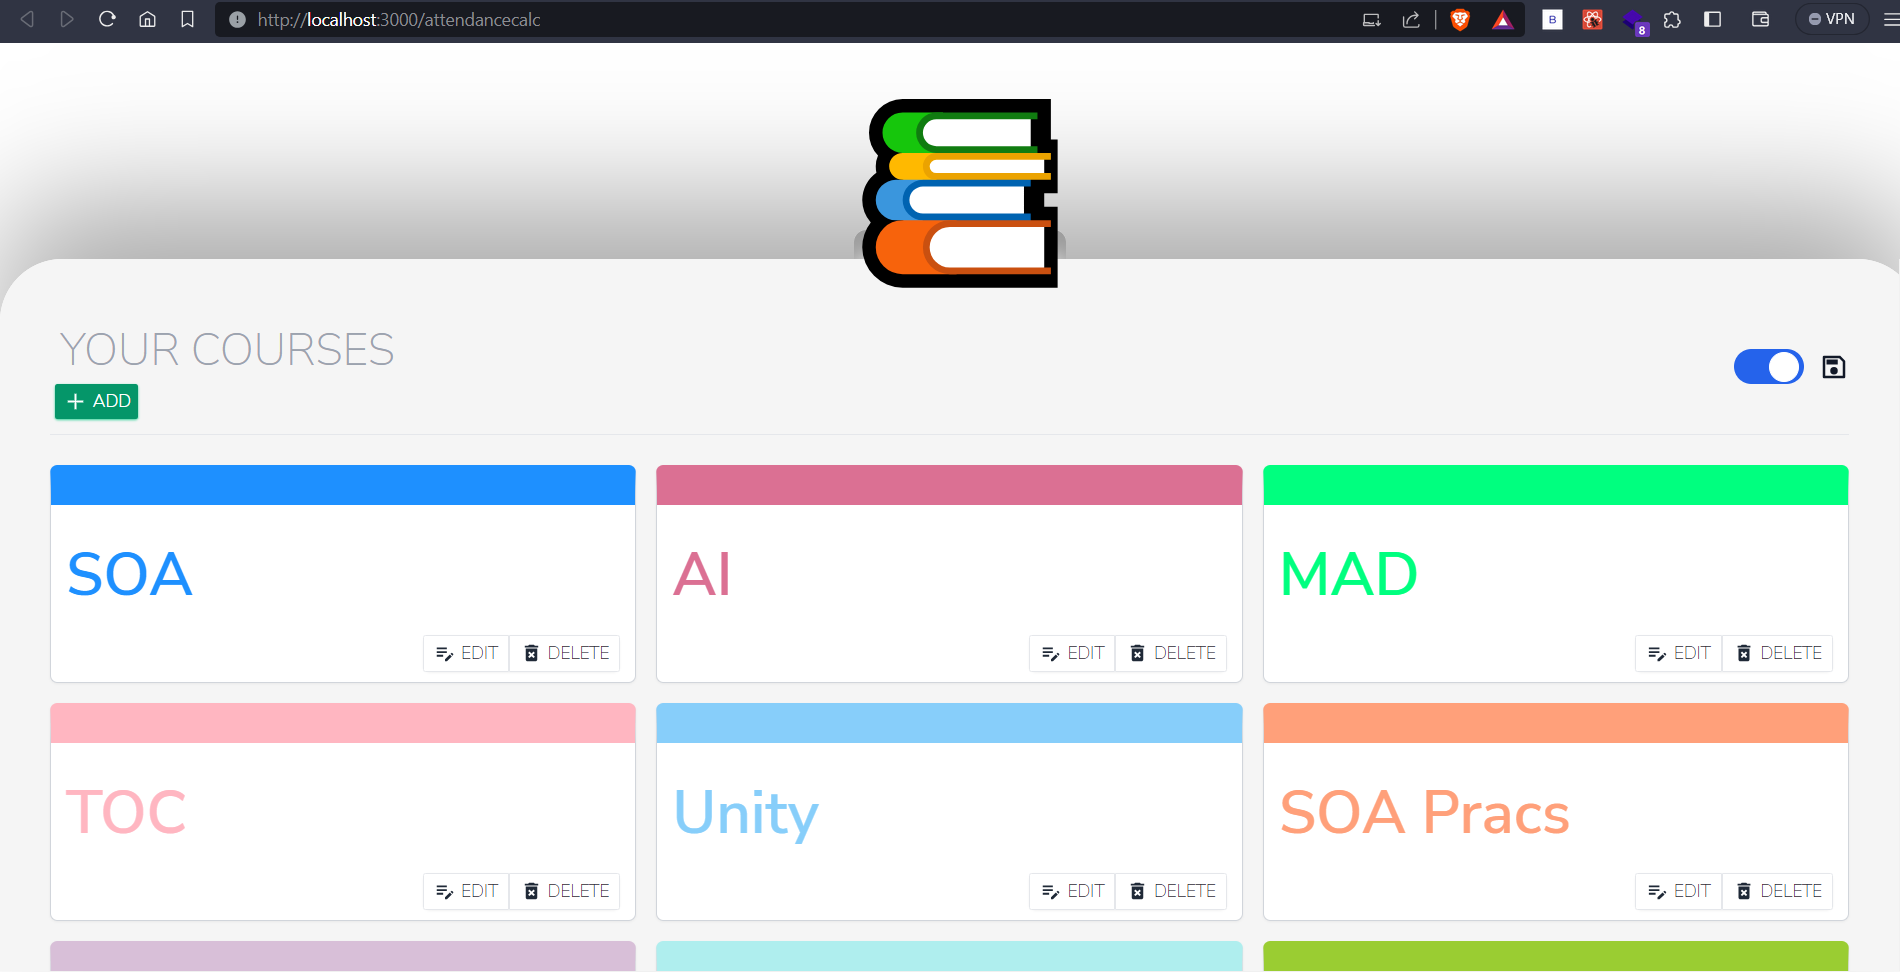 http://localhost:3000/attendancecalc
B
8
VPN
YOUR COURSES
ADD
SOA
AI
MAD
EDIT DELETE
EDIT DELETE
EDIT DELETE
TOC
Unity
SOA Pracs
EDIT DELETE
EDIT DELETE
EDIT DELETE